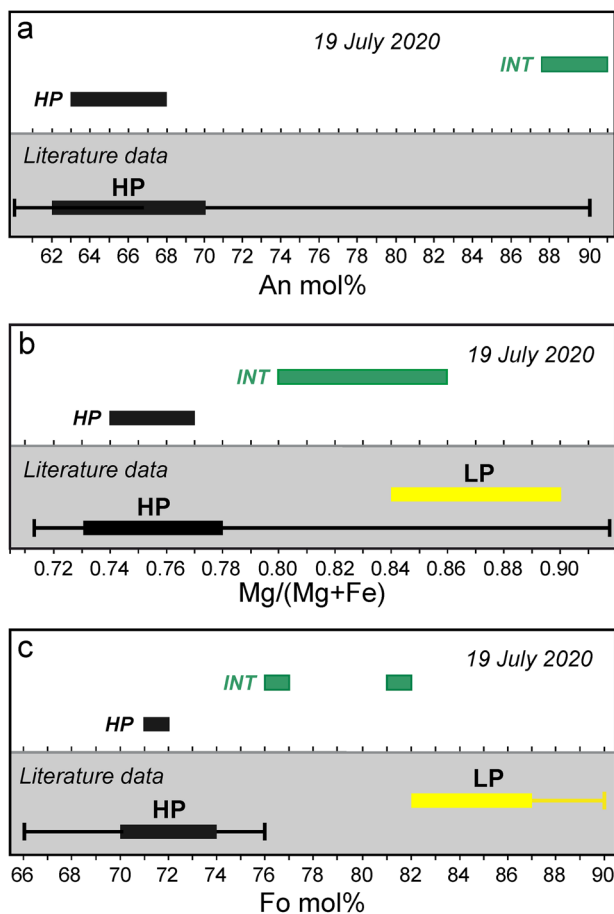 a
19 July 2020
INT
HP
Literature data
HP
62 64 66 68 70 72 74 76 78 80 82 84 86 88 90
An mol%
b
19 July 2020
INT
HP
Literature data
LP
HP
0.72 0.74 0.76 0.78 0.80 0.82 0.84 0.86 0.88 0.90
Mg/(Mg+Fe)
c
19 July 2020
INT
HP
Literature data
LP
HP
66 68 70 72 74 76 78 80 82 84 86 88 90
Fo mol%